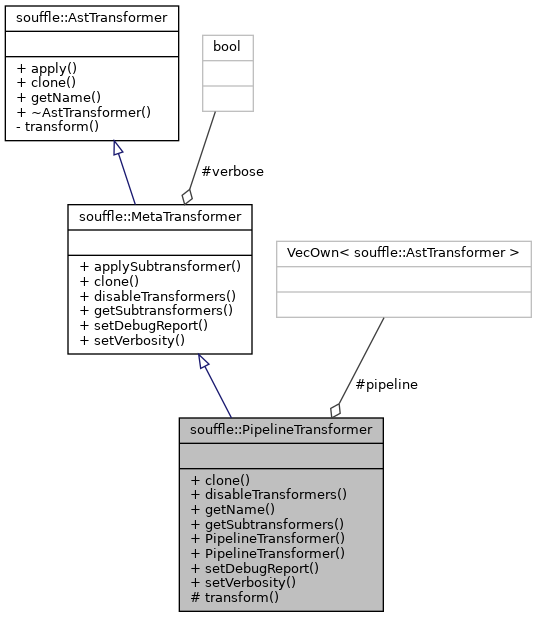 souffle::AstTransformer
+ apply()
+ clone()
+ getName()
+ ~AstTransformer()
- transform()
bool
#verbose
souffle::MetaTransformer
+ applySubtransformer()
+ clone()
+ disableTransformers()
+ getSubtransformers()
+ setDebugReport()
+ setVerbosity()
VecOwn< souffle::AstTransformer >
#pipeline
souffle::PipelineTransformer
+ clone()
+ disableTransformers()
+ getName()
+ getSubtransformers()
+ PipelineTransformer()
+ PipelineTransformer()
+ setDebugReport()
+ setVerbosity()
# transform()